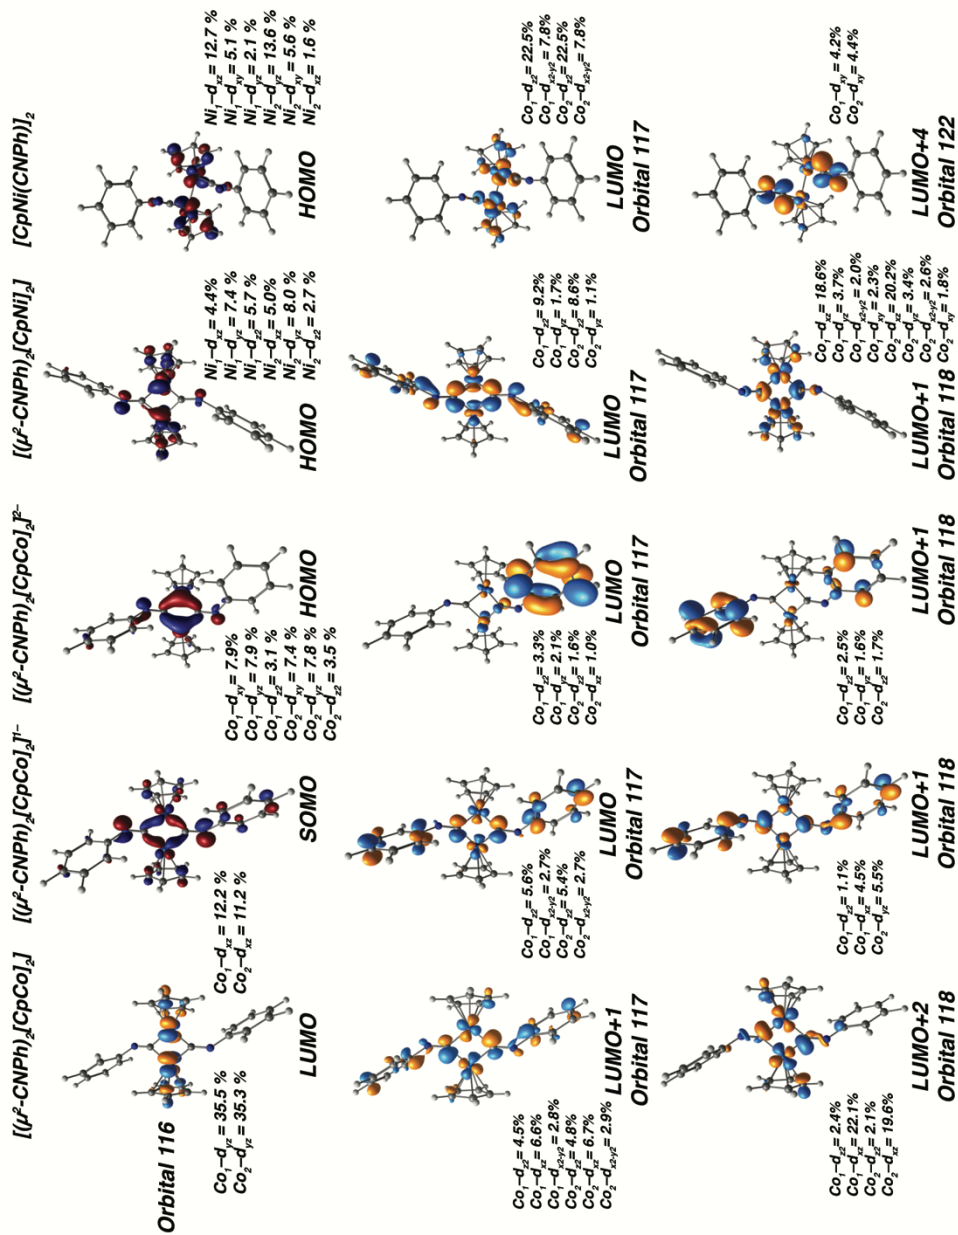 [(μ²-CNPh)₂[CpCo]₂]
[(μ²-CNPh)₂[CpCo]₂]¹⁻
[(μ²-CNPh)₂[CpCo]₂]²⁻
[(μ²-CNPh)₂[CpNi]₂]
[CpNi(CNPh)]₂
Orbital 116
Co₁–d_yz = 35.5 %
Co₂–d_yz = 35.3 %
LUMO
Co₁–d_xz = 12.2 %
Co₂–d_xz = 11.2 %
SOMO
Co₁–d_xy = 7.9%
Co₁–d_yz = 7.9 %
Co₁–d_z2 = 3.1 %
Co₂–d_xy = 7.4 %
Co₂–d_yz = 7.8 %
Co₂–d_z2 = 3.5 %
HOMO
Ni₁–d_xz = 4.4%
Ni₁–d_yz = 7.4 %
Ni₁–d_z2 = 5.7 %
Ni₂–d_xz = 5.0%
Ni₂–d_yz = 8.0 %
Ni₂–d_z2 = 2.7 %
HOMO
Ni₁–d_xz = 12.7 %
Ni₁–d_xy = 5.1 %
Ni₁–d_yz = 2.1 %
Ni₂–d_yz = 13.6 %
Ni₂–d_xy = 5.6 %
Ni₂–d_xz = 1.6 %
HOMO
Co₁–d_z2 = 4.5%
Co₁–d_xz = 6.6%
Co₁–d_x2-y2 = 2.8%
Co₂–d_z2 = 4.8%
Co₂–d_xz = 6.7%
Co₂–d_x2-y2 = 2.9%
LUMO+1
Orbital 117
Co₁–d_z2 = 5.6%
Co₁–d_x2-y2 = 2.7%
Co₂–d_z2 = 5.4%
Co₂–d_x2-y2 = 2.7%
LUMO
Orbital 117
Co₁–d_z2 = 3.3%
Co₁–d_yz = 2.1%
Co₂–d_z2 = 1.6%
Co₂–d_xz = 1.0%
LUMO
Orbital 117
Co₁–d_z2 = 9.2%
Co₁–d_yz = 1.7%
Co₂–d_z2 = 8.6%
Co₂–d_yz = 1.1%
LUMO
Orbital 117
Co₁–d_z2 = 22.5%
Co₁–d_x2-y2 = 7.8%
Co₂–d_z2 = 22.5%
Co₂–d_x2-y2 = 7.8%
LUMO
Orbital 117
Co₁–d_z2 = 2.4%
Co₁–d_xz = 22.1%
Co₂–d_z2 = 2.1%
Co₂–d_xz = 19.6%
LUMO+2
Orbital 118
Co₁–d_z2 = 1.1%
Co₁–d_xz = 4.5%
Co₂–d_yz = 5.5%
LUMO+1
Orbital 118
Co₁–d_z2 = 2.5%
Co₁–d_yz = 1.6%
Co₂–d_z2 = 1.7%
LUMO+1
Orbital 118
Co₁–d_xz = 18.6%
Co₁–d_yz = 3.7%
Co₁–d_x2-y2 = 2.0%
Co₁–d_xy = 2.3%
Co₂–d_xz = 20.2%
Co₂–d_yz = 3.4%
Co₂–d_x2-y2 = 2.6%
Co₂–d_xy = 1.8%
LUMO+1
Orbital 118
Co₁–d_xy = 4.2%
Co₂–d_xy = 4.4%
LUMO+4
Orbital 122